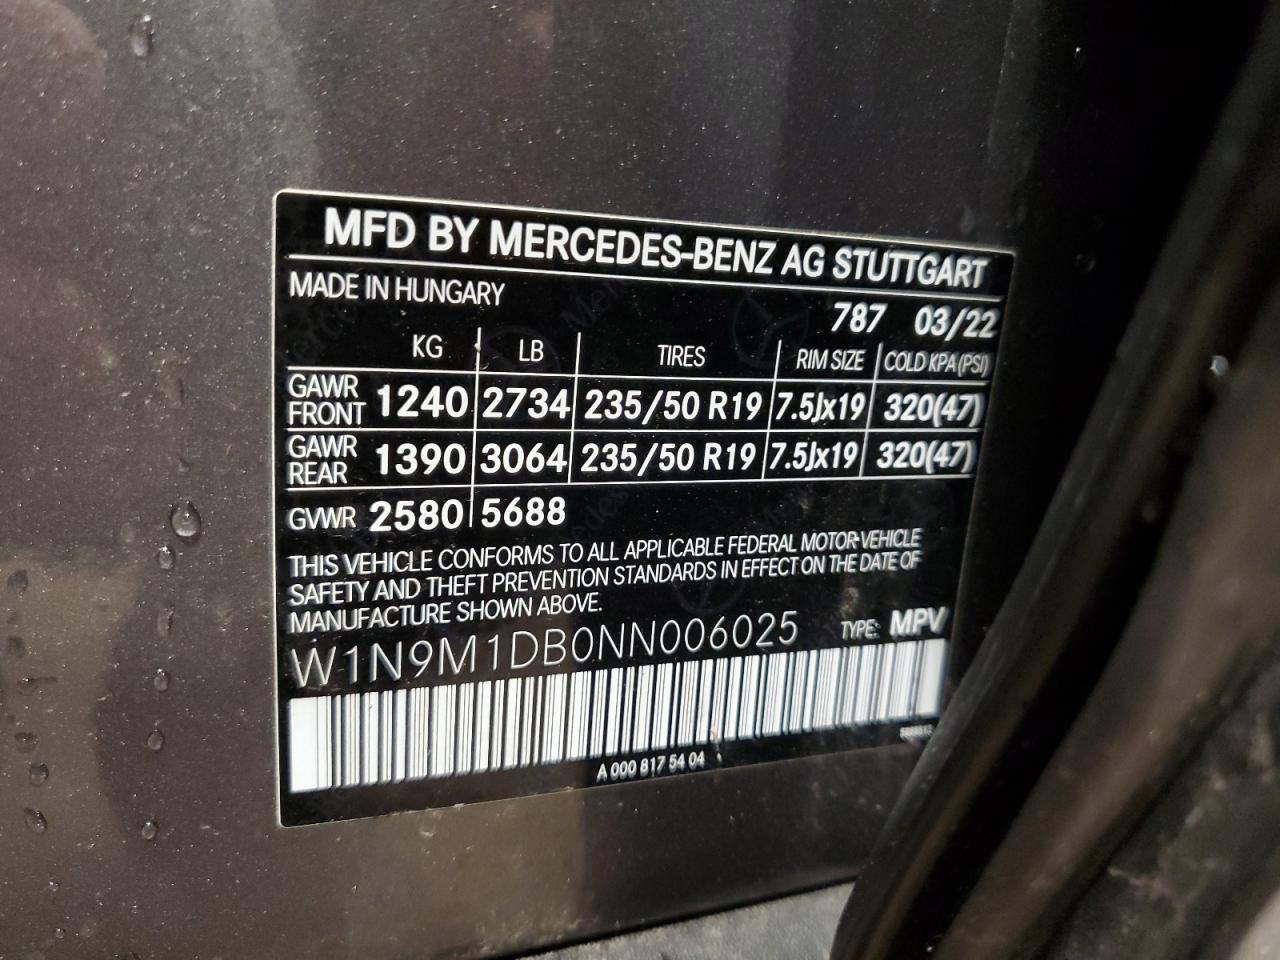 MFD BY MERCEDES-BENZ AG STUTTGART
MADE IN HUNGARY
787 03/22
KG LB TIRES RIM SIZE COLD KPA (PSI)
GAWR FRONT 1240 2734 235/50 R19 7.5Jx19 320(47)
GAWR REAR 1390 3064 235/50 R19 7.5Jx19 320(47)
GVWR 2580 5688
THIS VEHICLE CONFORMS TO ALL APPLICABLE FEDERAL MOTOR-VEHICLE
SAFETY AND THEFT PREVENTION STANDARDS IN EFFECT ON THE DATE OF
MANUFACTURE SHOWN ABOVE.
W1N9M1DB0NN006025 TYPE: MPV
A 000 817 54 04